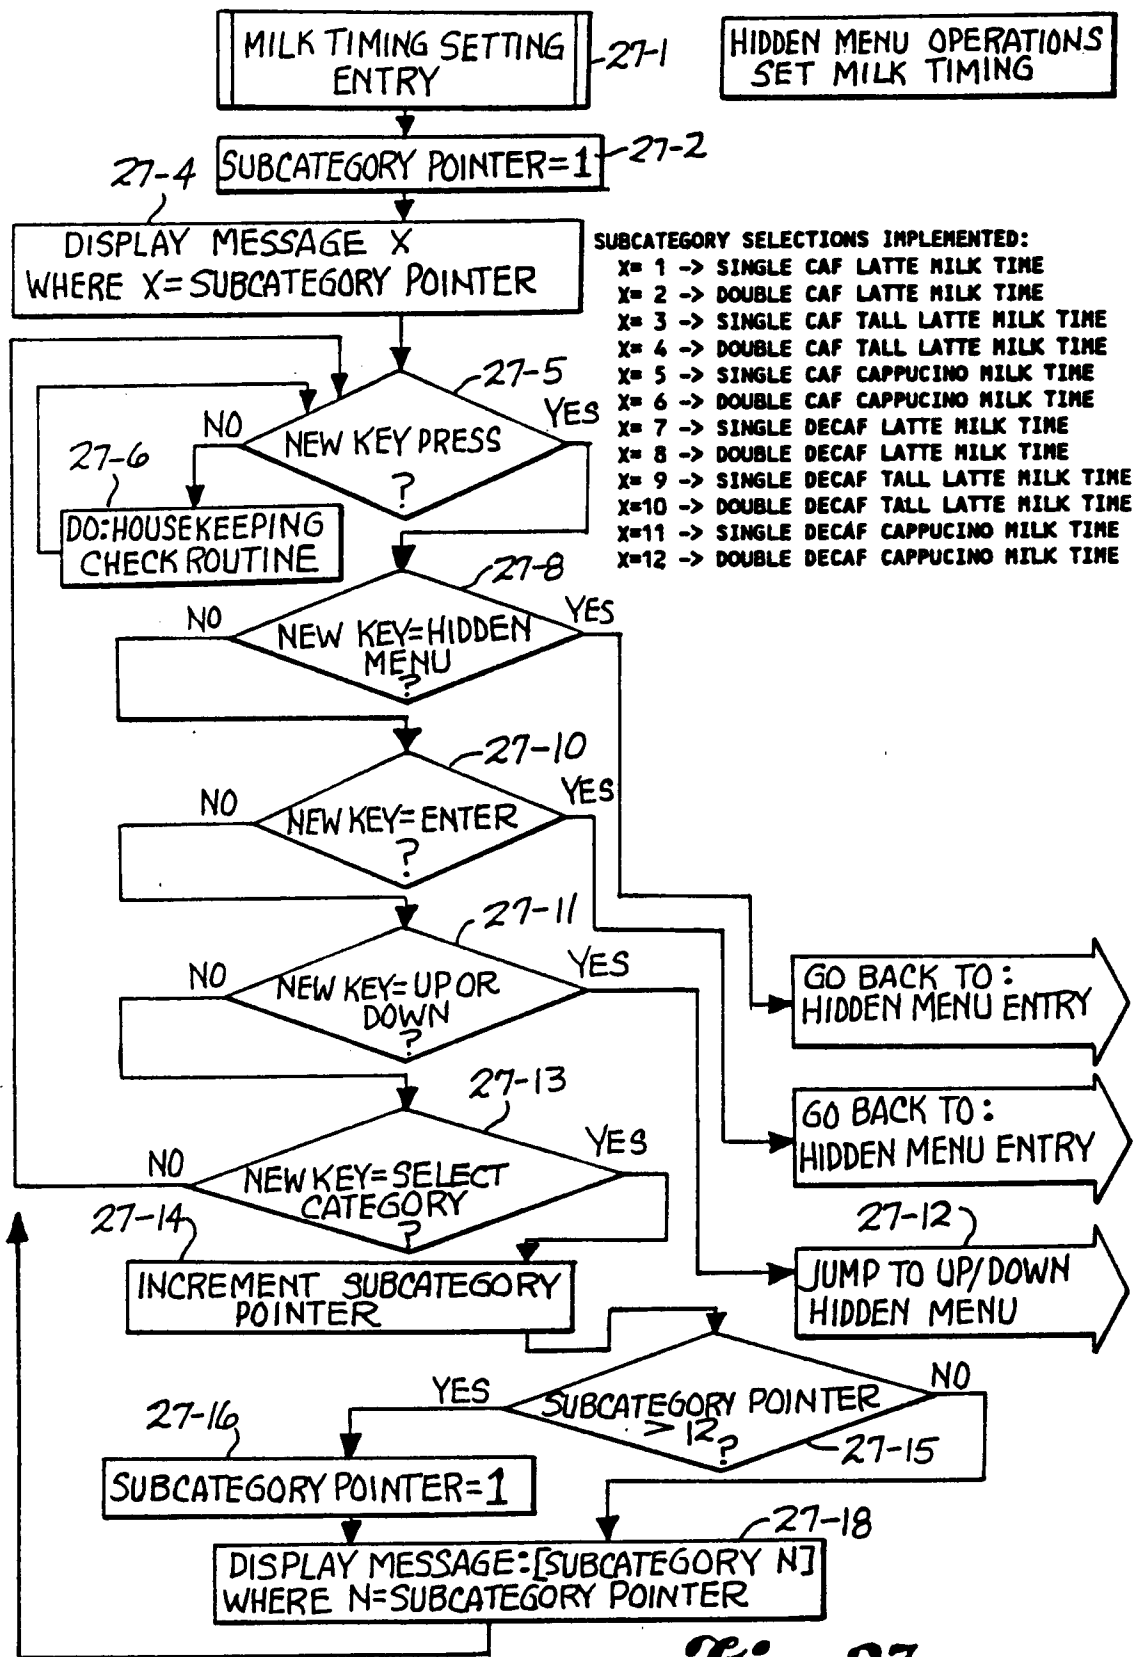 MILK TIMING SETTING
ENTRY
27-1
HIDDEN MENU OPERATIONS
SET MILK TIMING
SUBCATEGORY POINTER=1
27-2
27-4
DISPLAY MESSAGE X
WHERE X=SUBCATEGORY POINTER
SUBCATEGORY SELECTIONS IMPLEMENTED:
X= 1 -> SINGLE CAF LATTE MILK TIME
X= 2 -> DOUBLE CAF LATTE MILK TIME
X= 3 -> SINGLE CAF TALL LATTE MILK TIME
X= 4 -> DOUBLE CAF TALL LATTE MILK TIME
X= 5 -> SINGLE CAF CAPPUCINO MILK TIME
X= 6 -> DOUBLE CAF CAPPUCINO MILK TIME
X= 7 -> SINGLE DECAF LATTE MILK TIME
X= 8 -> DOUBLE DECAF LATTE MILK TIME
X= 9 -> SINGLE DECAF TALL LATTE MILK TIME
X=10 -> DOUBLE DECAF TALL LATTE MILK TIME
X=11 -> SINGLE DECAF CAPPUCINO MILK TIME
X=12 -> DOUBLE DECAF CAPPUCINO MILK TIME
27-5
NO
YES
NEW KEY PRESS
?
27-6
DO:HOUSEKEEPING
CHECK ROUTINE
27-8
NO
YES
NEW KEY=HIDDEN
MENU
?
27-10
NO
YES
NEW KEY=ENTER
?
27-11
NO
YES
NEW KEY=UP OR
DOWN
?
GO BACK TO:
HIDDEN MENU ENTRY
GO BACK TO:
HIDDEN MENU ENTRY
27-13
NO
YES
NEW KEY=SELECT
CATEGORY
?
27-12
JUMP TO UP/DOWN
HIDDEN MENU
27-14
INCREMENT SUBCATEGORY
POINTER
YES
NO
SUBCATEGORY POINTER
> 12
?
27-15
27-16
SUBCATEGORY POINTER=1
27-18
DISPLAY MESSAGE:[SUBCATEGORY N]
WHERE N=SUBCATEGORY POINTER